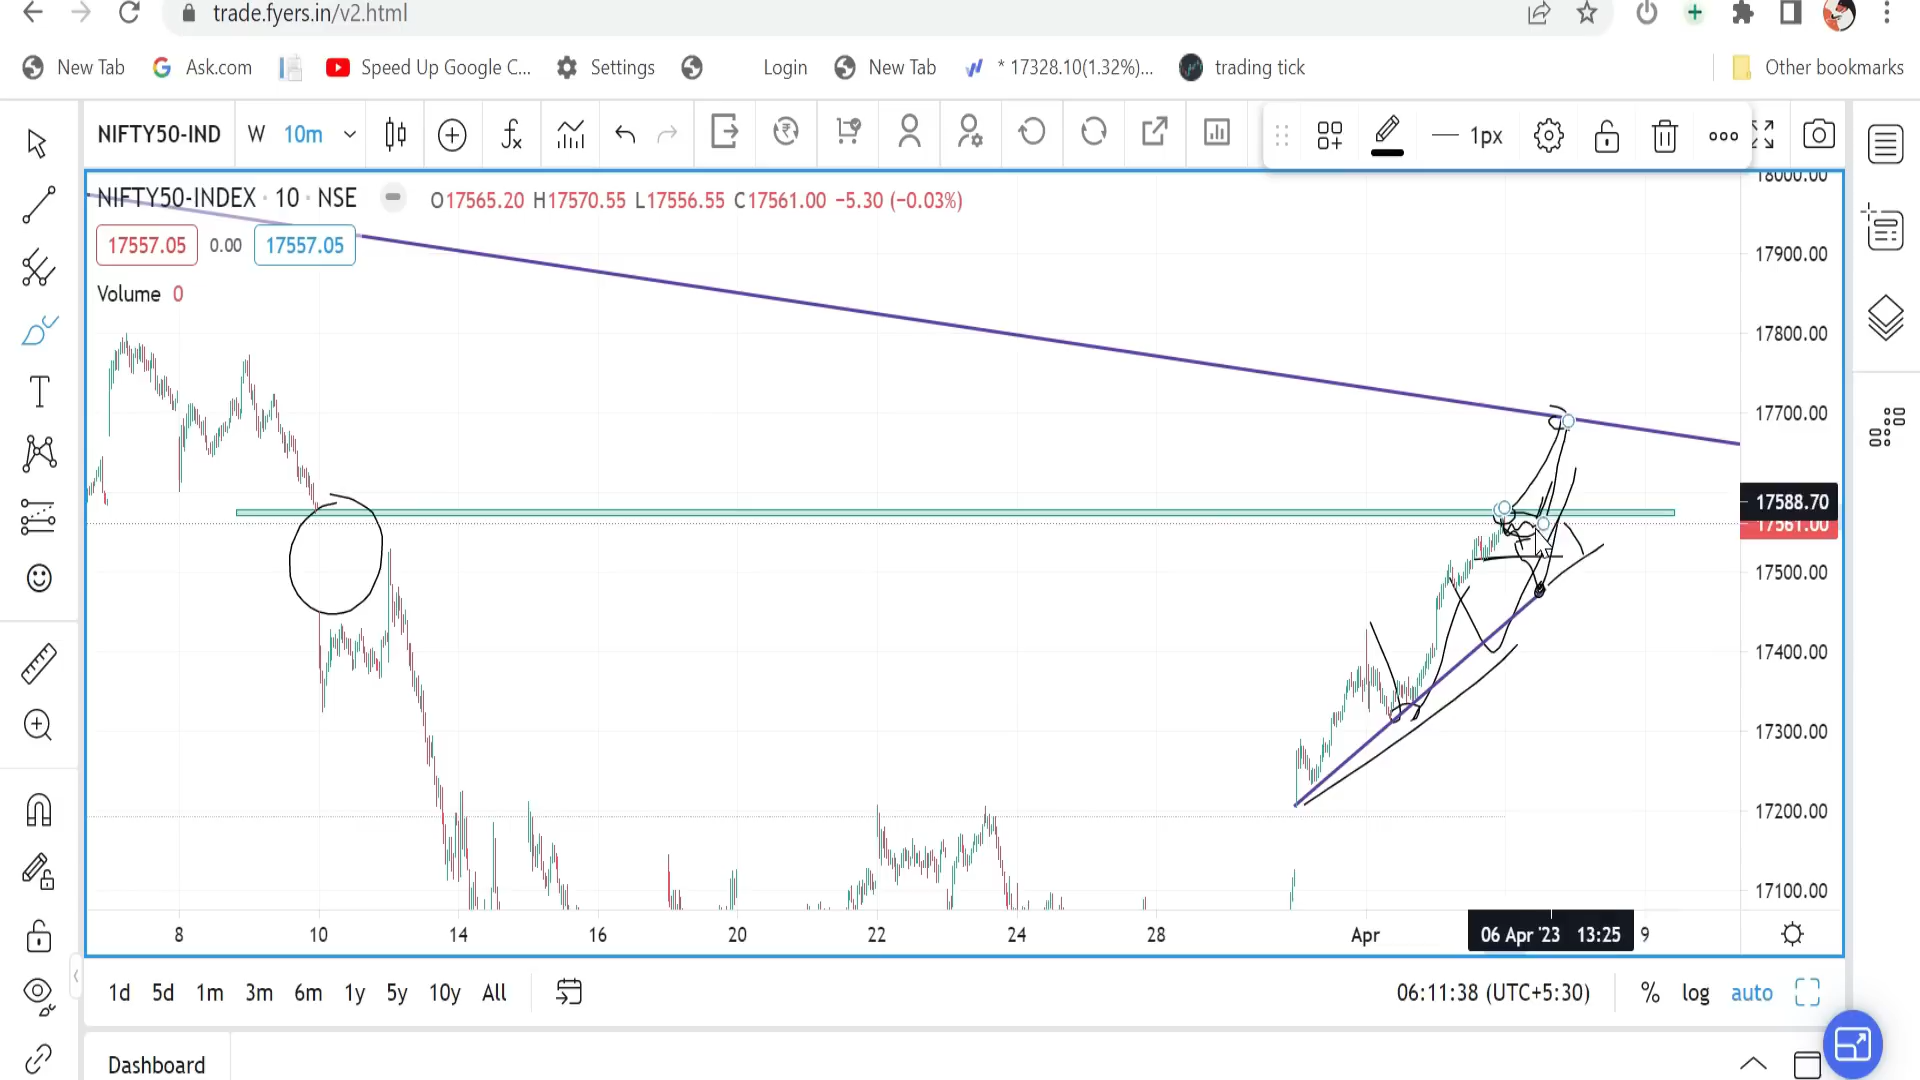 trade.fyers.in/v2.html
New Tab Ask.com Speed Up Google C... Settings Login New Tab * 17328.10(1.32%)... trading tick Other bookmarks
NIFTY50-IND W 10m 1px
NIFTY50-INDEX · 10 · NSE O17565.20 H17570.55 L17556.55 C17561.00 −5.30 (−0.03%)
17557.05 0.00 17557.05
Volume 0
18000.00
17900.00
17800.00
17700.00
17588.70
17561.00
17500.00
17400.00
17300.00
17200.00
17100.00
8 10 14 16 20 22 24 28 Apr 06 Apr '23 13:25 9
1d 5d 1m 3m 6m 1y 5y 10y All 06:11:38 (UTC+5:30) % log auto
Dashboard